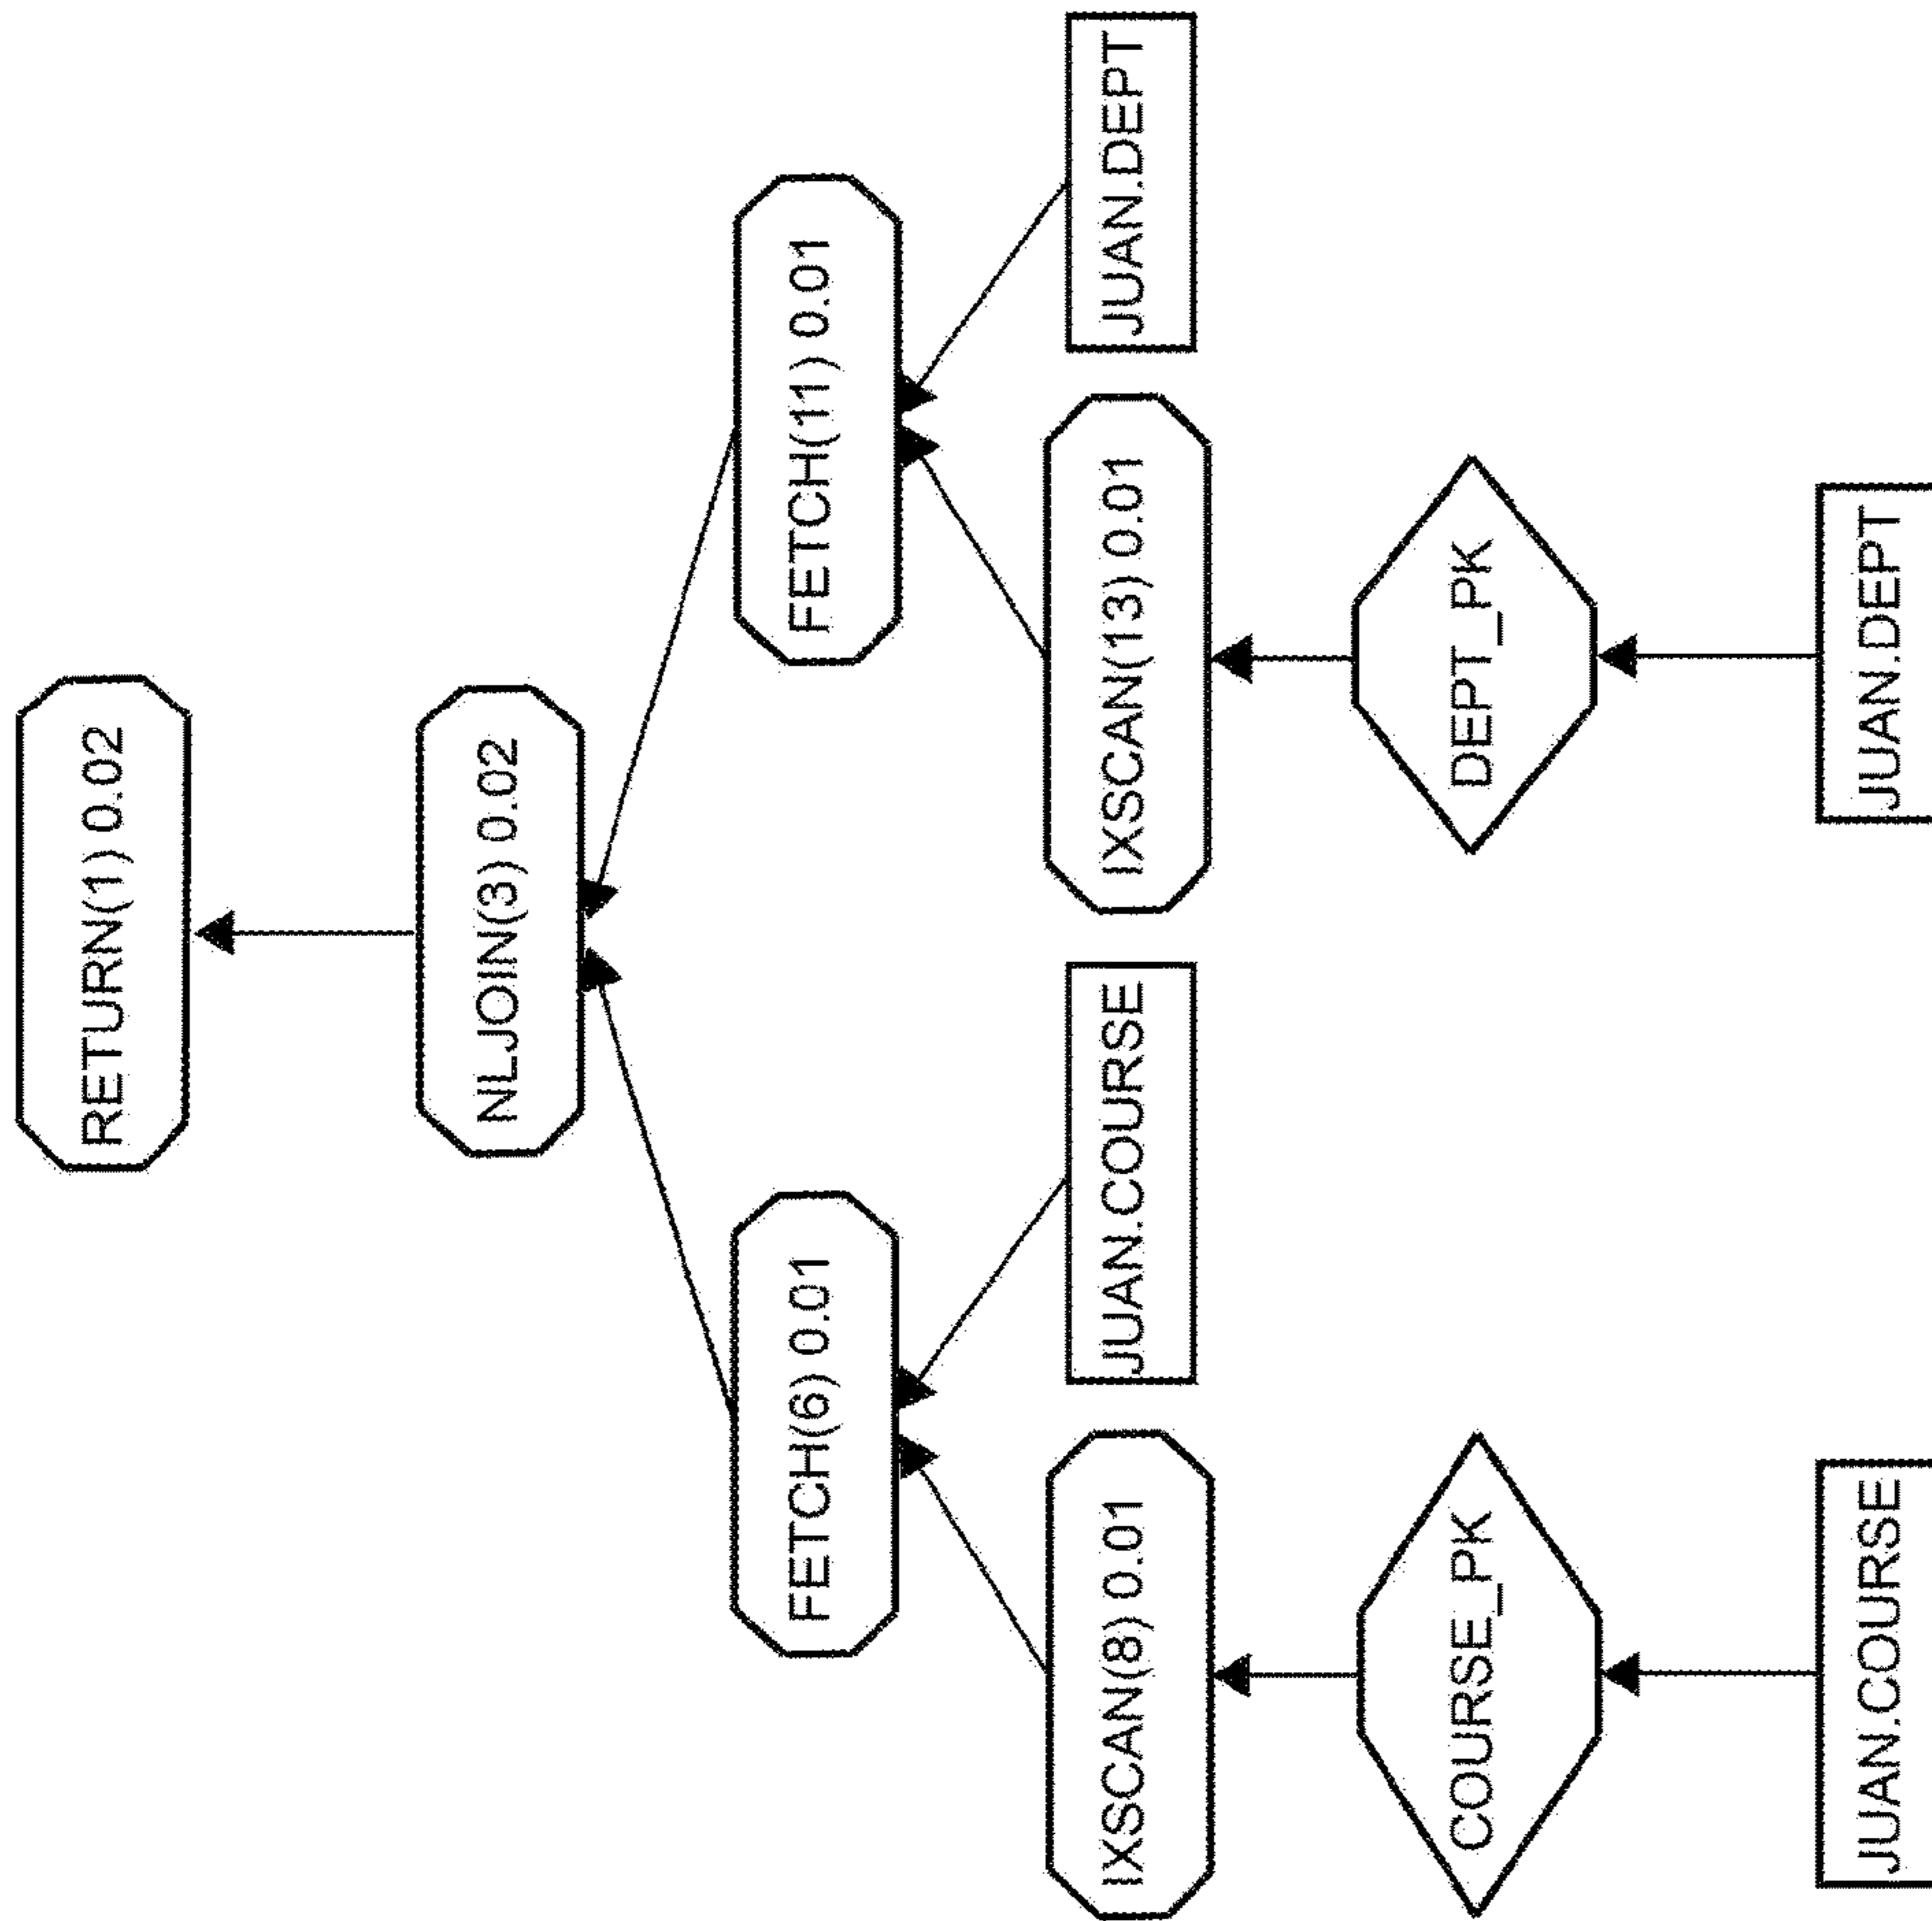 RETURN(1) 0.02
NLJOIN(3) 0.02
FETCH(6) 0.01
FETCH(11) 0.01
IXSCAN(8) 0.01
JUAN.COURSE
IXSCAN(13) 0.01
JUAN.DEPT
COURSE_PK
DEPT_PK
JUAN.COURSE
JUAN.DEPT